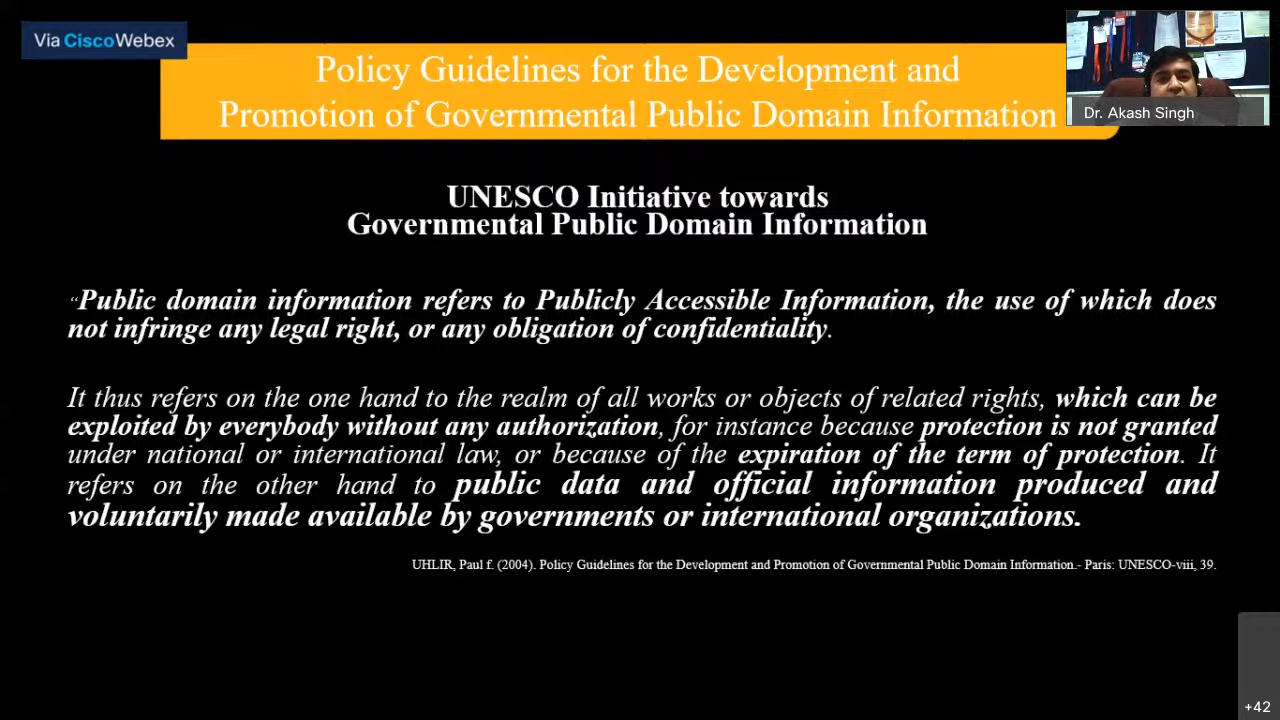 Via Cisco Webex
Policy Guidelines for the Development and
Promotion of Governmental Public Domain Information
Dr. Akash Singh
UNESCO Initiative towards
Governmental Public Domain Information
“Public domain information refers to Publicly Accessible Information, the use of which does
not infringe any legal right, or any obligation of confidentiality.
It thus refers on the one hand to the realm of all works or objects of related rights, which can be
exploited by everybody without any authorization, for instance because protection is not granted
under national or international law, or because of the expiration of the term of protection. It
refers on the other hand to public data and official information produced and
voluntarily made available by governments or international organizations.
UHLIR, Paul f. (2004). Policy Guidelines for the Development and Promotion of Governmental Public Domain Information.- Paris: UNESCO-viii, 39.
+42